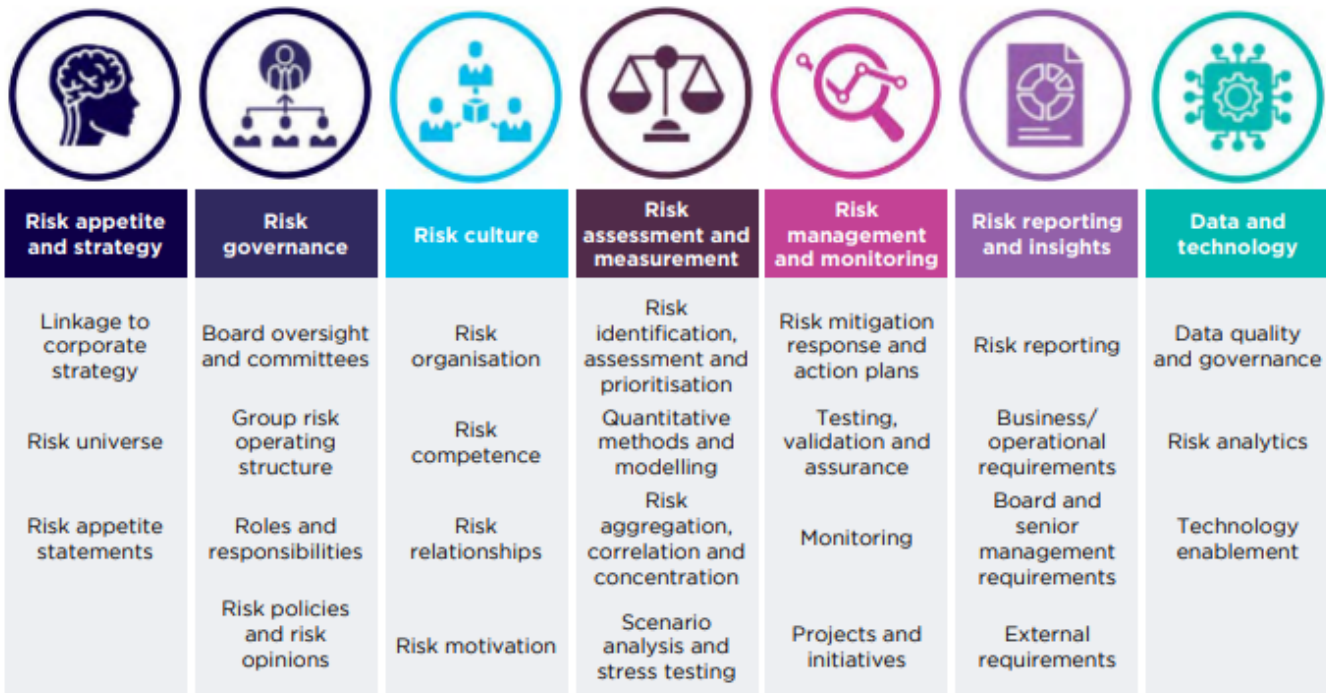 Risk appetite
and strategy
Risk
governance
Risk culture
Risk
assessment and
measurement
Risk
management
and monitoring
Risk reporting
and insights
Data and
technology
Linkage to
corporate
strategy
Risk universe
Risk appetite
statements
Board oversight
and committees
Group risk
operating
structure
Roles and
responsibilities
Risk policies
and risk
opinions
Risk
organisation
Risk
competence
Risk
relationships
Risk motivation
Risk
identification,
assessment and
prioritisation
Quantitative
methods and
modelling
Risk
aggregation,
correlation and
concentration
Scenario
analysis and
stress testing
Risk mitigation
response and
action plans
Testing,
validation and
assurance
Monitoring
Projects and
initiatives
Risk reporting
Business/
operational
requirements
Board and
senior
management
requirements
External
requirements
Data quality
and governance
Risk analytics
Technology
enablement